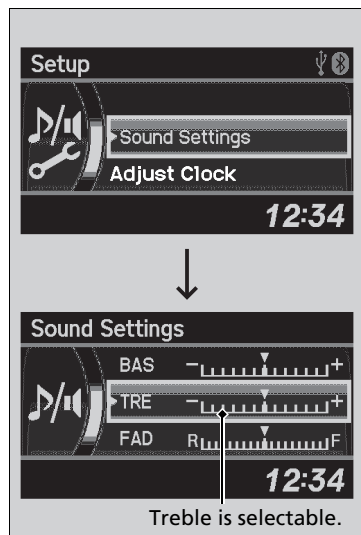 Setup
Sound Settings
Adjust Clock
12:34
Sound Settings
BAS - +
TRE - +
FAD R F
12:34
Treble is selectable.